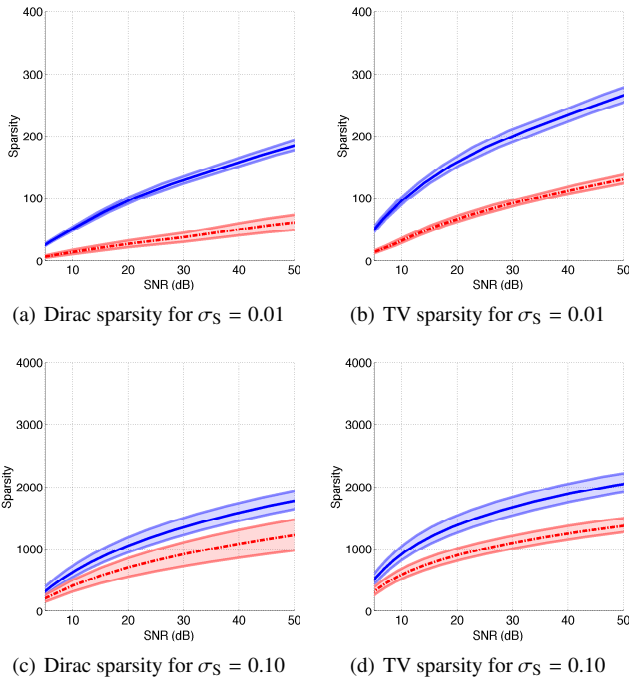 400
300
200
100
0
Sparsity
10 20 30 40 50
SNR (dB)
(a) Dirac sparsity for σS = 0.01
400
300
200
100
0
Sparsity
10 20 30 40 50
SNR (dB)
(b) TV sparsity for σS = 0.01
4000
3000
2000
1000
0
Sparsity
10 20 30 40 50
SNR (dB)
(c) Dirac sparsity for σS = 0.10
4000
3000
2000
1000
0
Sparsity
10 20 30 40 50
SNR (dB)
(d) TV sparsity for σS = 0.10